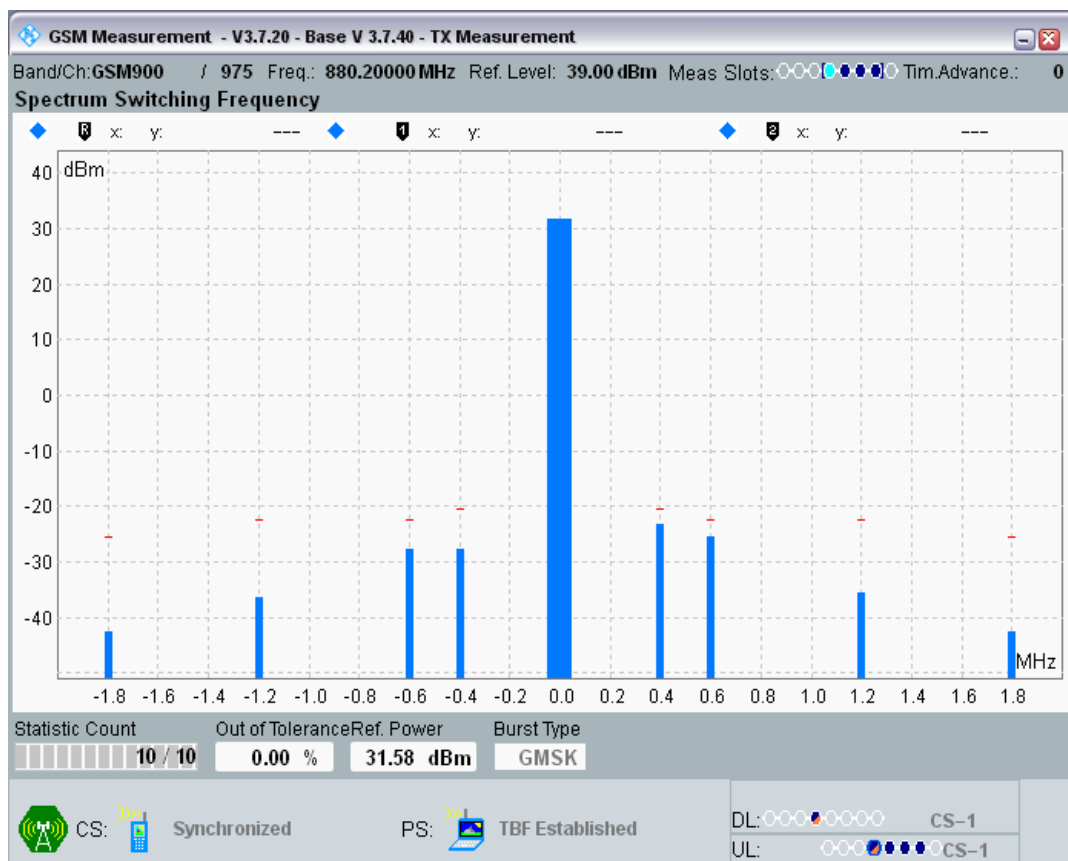 GSM Measurement - V3.7.20 - Base V 3.7.40 - TX Measurement
Band/Ch:GSM900 / 975 Freq.: 880.20000 MHz Ref. Level: 39.00 dBm Meas Slots: Tim.Advance.: 0
Spectrum Switching Frequency
R x: y: --- 1 x: y: --- 2 x: y: ---
dBm
40
30
20
10
0
-10
-20
-30
-40
MHz
-1.8 -1.6 -1.4 -1.2 -1.0 -0.8 -0.6 -0.4 -0.2 0.0 0.2 0.4 0.6 0.8 1.0 1.2 1.4 1.6 1.8
Statistic Count Out of Tolerance Ref. Power Burst Type
10 / 10 0.00 % 31.58 dBm GMSK
CS: Synchronized PS: TBF Established
DL: CS-1
UL: CS-1